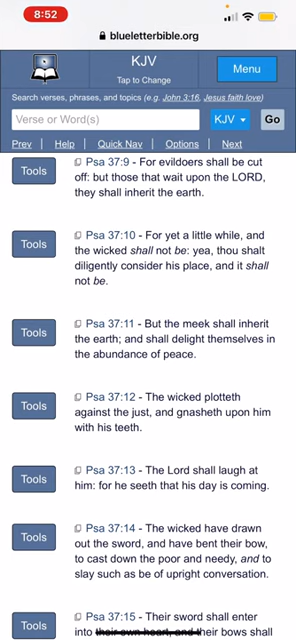 8:52
blueletterbible.org
KJV
Tap to Change
Menu
Search verses, phrases, and topics (e.g. John 3:16, Jesus faith love)
Verse or Word(s)
KJV
Go
Prev | Help | Quick Nav | Options | Next
Tools
Psa 37:9 - For evildoers shall be cut
off: but those that wait upon the LORD,
they shall inherit the earth.
Tools
Psa 37:10 - For yet a little while, and
the wicked shall not be: yea, thou shalt
diligently consider his place, and it shall
not be.
Tools
Psa 37:11 - But the meek shall inherit
the earth; and shall delight themselves in
the abundance of peace.
Tools
Psa 37:12 - The wicked plotteth
against the just, and gnasheth upon him
with his teeth.
Tools
Psa 37:13 - The Lord shall laugh at
him: for he seeth that his day is coming.
Tools
Psa 37:14 - The wicked have drawn
out the sword, and have bent their bow,
to cast down the poor and needy, and to
slay such as be of upright conversation.
Tools
Psa 37:15 - Their sword shall enter
into their own heart, and their bows shall